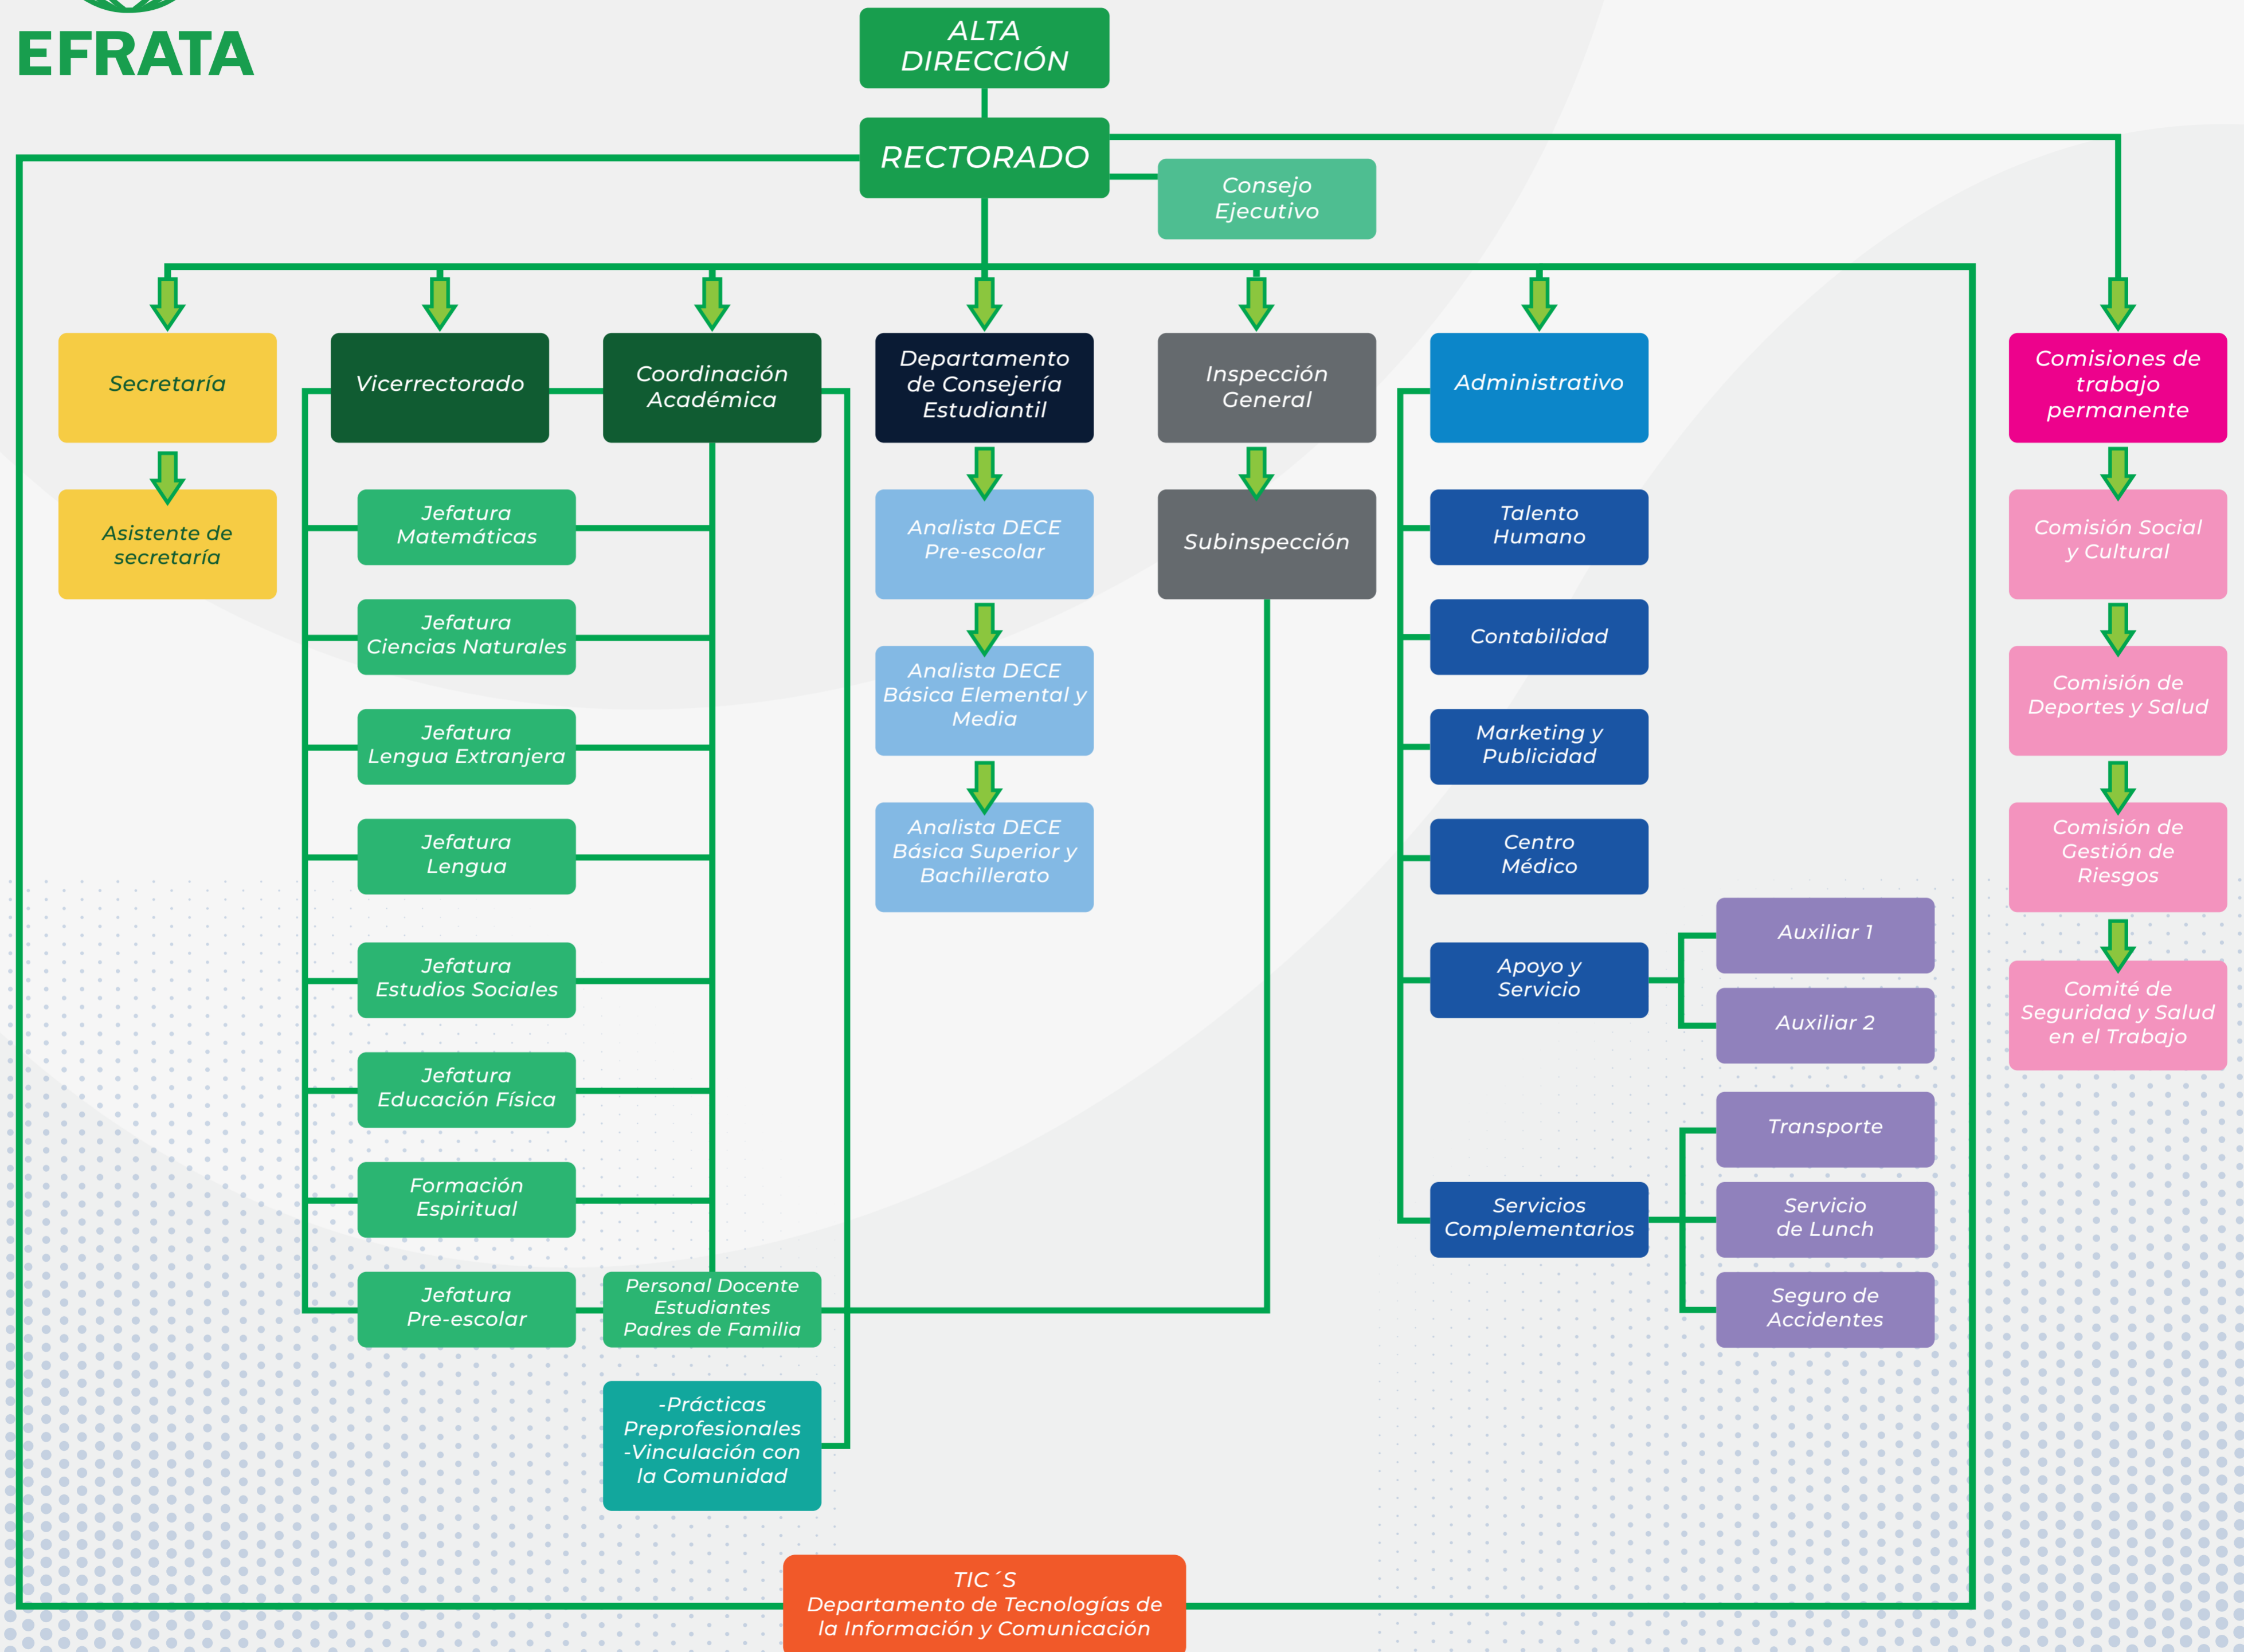 EFRATA
ALTA
DIRECCIÓN
RECTORADO
Consejo
Ejecutivo
Secretaría
Asistente de
secretaría
Vicerrectorado
Coordinación
Académica
Jefatura
Matemáticas
Jefatura
Ciencias Naturales
Jefatura
Lengua Extranjera
Jefatura
Lengua
Jefatura
Estudios Sociales
Jefatura
Educación Física
Formación
Espiritual
Jefatura
Pre-escolar
Personal Docente
Estudiantes
Padres de Familia
-Prácticas
Preprofesionales
-Vinculación con
la Comunidad
Departamento
de Consejería
Estudiantil
Analista DECE
Pre-escolar
Analista DECE
Básica Elemental y
Media
Analista DECE
Básica Superior y
Bachillerato
Inspección
General
Subinspección
Administrativo
Talento
Humano
Contabilidad
Marketing y
Publicidad
Centro
Médico
Apoyo y
Servicio
Auxiliar 1
Auxiliar 2
Servicios
Complementarios
Transporte
Servicio
de Lunch
Seguro de
Accidentes
Comisiones de
trabajo
permanente
Comisión Social
y Cultural
Comisión de
Deportes y Salud
Comisión de
Gestión de
Riesgos
Comité de
Seguridad y Salud
en el Trabajo
TIC´S
Departamento de Tecnologías de
la Información y Comunicación